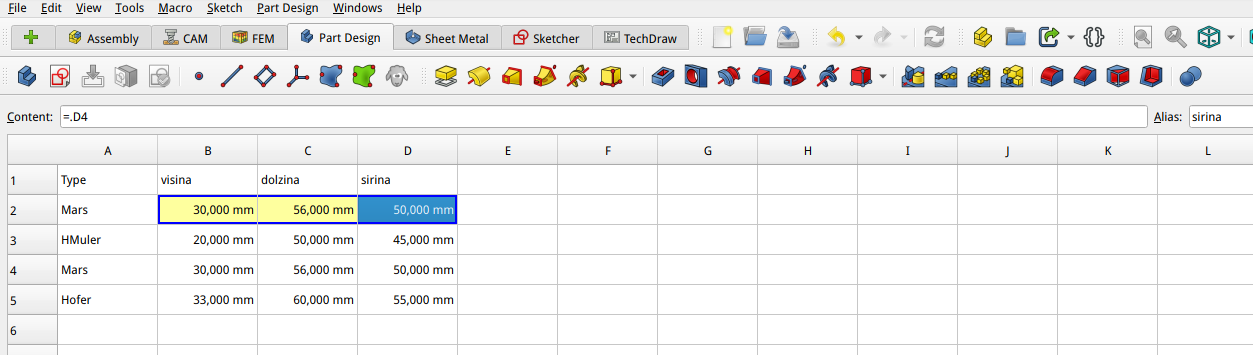 File Edit View Tools Macro Sketch Part Design Windows Help
Assembly CAM FEM Part Design Sheet Metal Sketcher TechDraw
Content: =.D4 Alias: sirina
A B C D E F G H I J K L
1 Type visina dolzina sirina
2 Mars 30,000 mm 56,000 mm 50,000 mm
3 HMuler 20,000 mm 50,000 mm 45,000 mm
4 Mars 30,000 mm 56,000 mm 50,000 mm
5 Hofer 33,000 mm 60,000 mm 55,000 mm
6